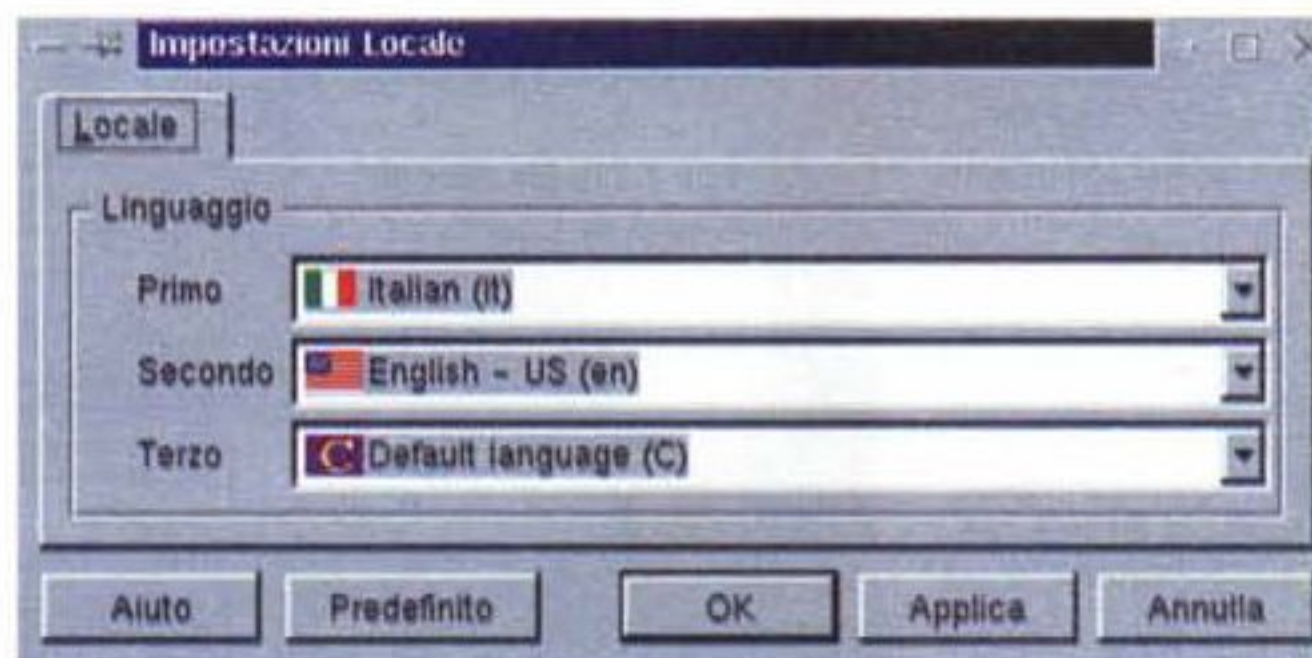 Impostazioni Locale
Locale
Linguaggio
Primo Italian (it)
Secondo English - US (en)
Terzo C Default language (C)
Aiuto Predefinito OK Applica Annulla